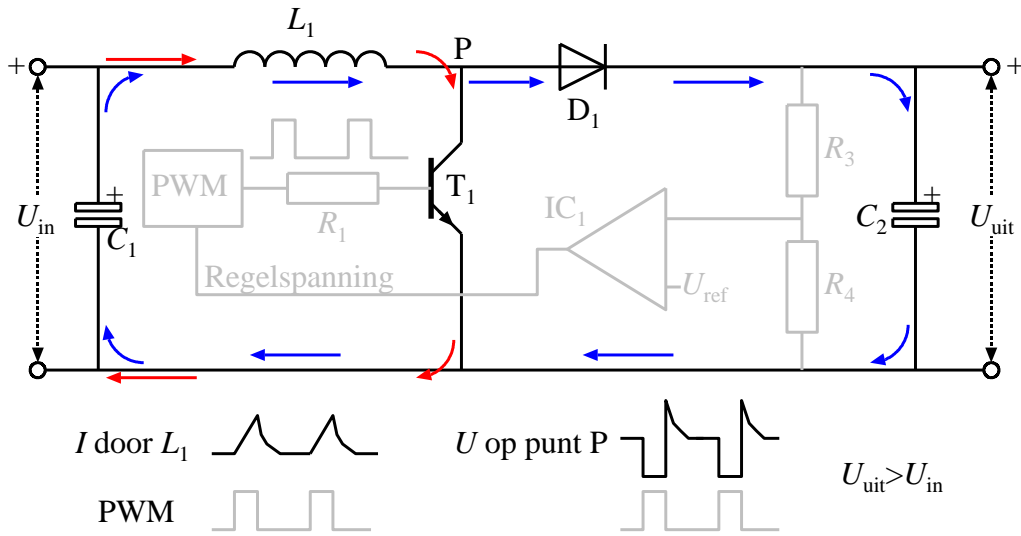 L1
P
+
+
D1
PWM
T1
R3
+
IC1
+
Uin
C1
R1
C2
Uuit
Regelspanning
Uref
R4
I door L1
U op punt P
Uuit>Uin
PWM